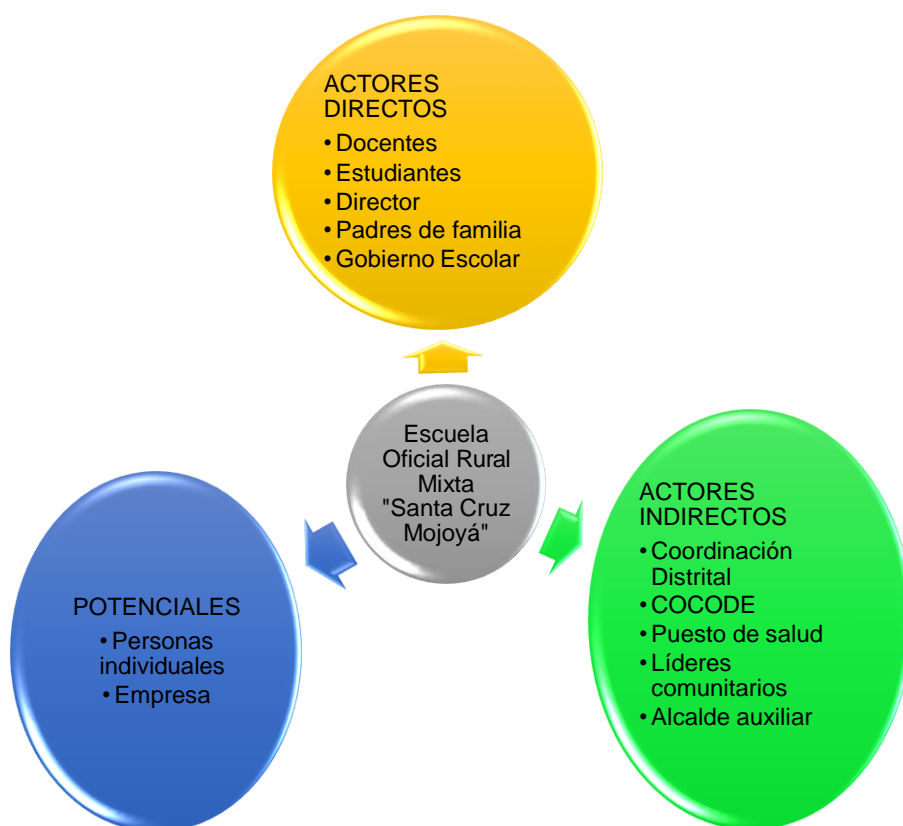 ACTORES
DIRECTOS
• Docentes
• Estudiantes
• Director
• Padres de familia
• Gobierno Escolar
Escuela
Oficial Rural
Mixta
"Santa Cruz
Mojoyá"
POTENCIALES
• Personas
individuales
• Empresa
ACTORES
INDIRECTOS
• Coordinación
Distrital
• COCODE
• Puesto de salud
• Líderes
comunitarios
• Alcalde auxiliar